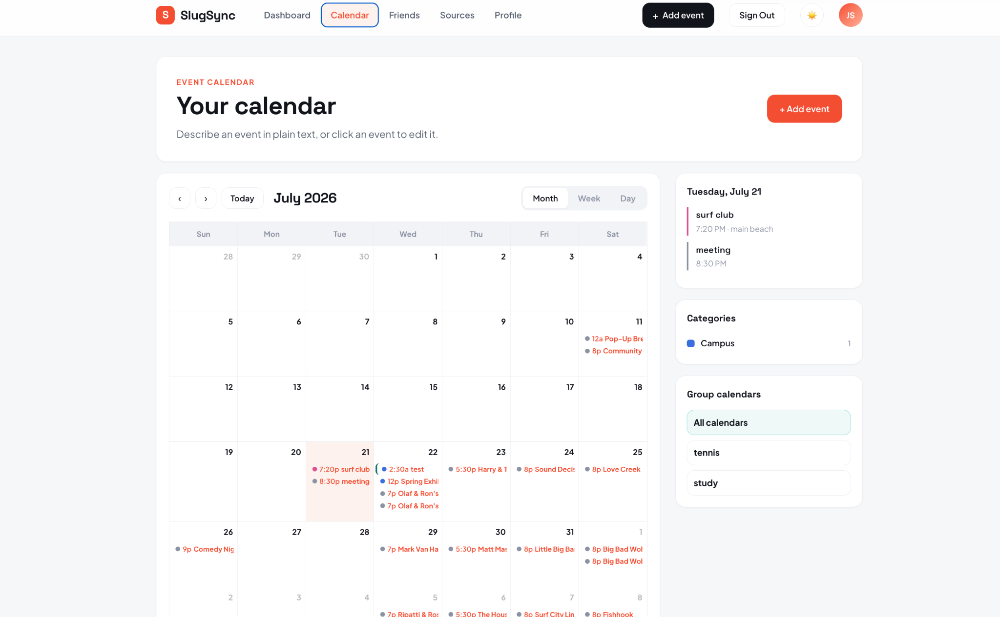 S SlugSync Dashboard Calendar Friends Sources Profile + Add event Sign Out JS
EVENT CALENDAR
Your calendar
Describe an event in plain text, or click an event to edit it.
+ Add event
‹ › Today July 2026 Month Week Day
Sun Mon Tue Wed Thu Fri Sat
28 29 30 1 2 3 4
5 6 7 8 9 10 11
12a Pop-Up Bre
8p Community
12 13 14 15 16 17 18
19 20 21 22 23 24 25
7:20p surf club 2:30a test 5:30p Harry & T 8p Sound Decis 8p Love Creek
8:30p meeting 12p Spring Exhi
7p Olaf & Ron's
7p Olaf & Ron's
26 27 28 29 30 31 1
9p Comedy Nig 7p Mark Van Ha 5:30p Matt Mas 8p Little Big Ba 8p Big Bad Wol
8p Big Bad Wol
2 3 4 5 6 7 8
7p Ripatti & Ros 5:30p The Hous 8p Surf City Lin 8p Fishhook
Tuesday, July 21
surf club
7:20 PM · main beach
meeting
8:30 PM
Categories
Campus 1
Group calendars
All calendars
tennis
study